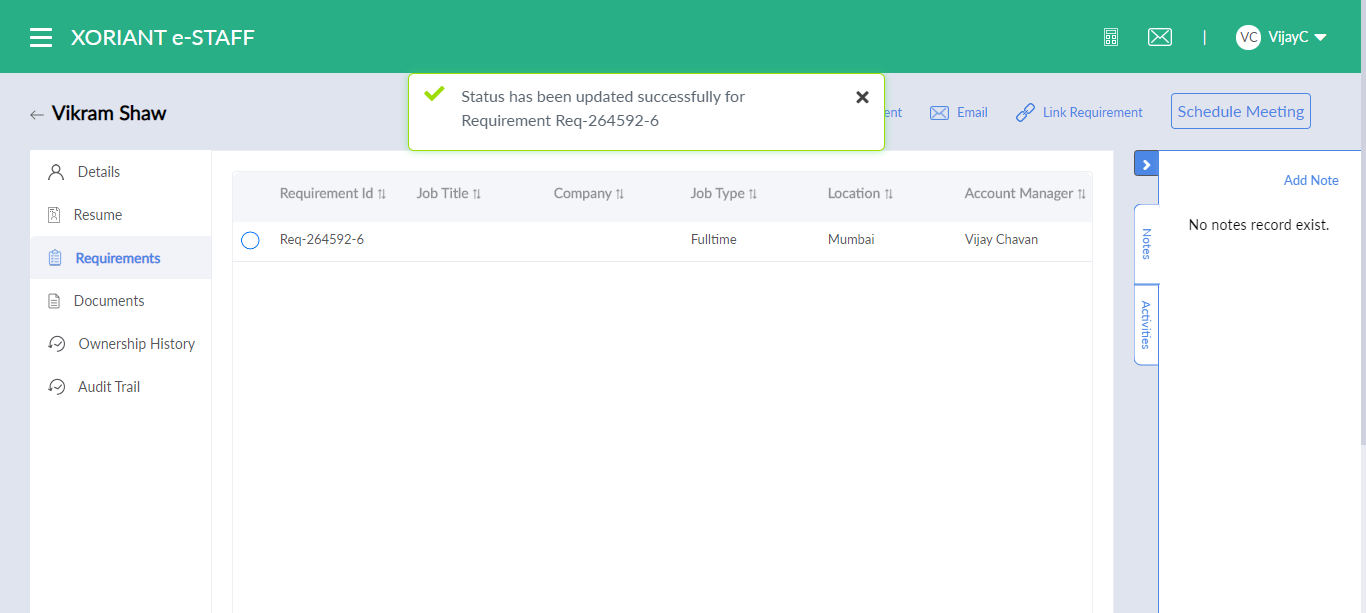 XORIANT e-STAFF
VC VijayC
Status has been updated successfully for
Requirement Req-264592-6
Vikram Shaw
Email
Link Requirement
Schedule Meeting
Details
Resume
Requirements
Documents
Ownership History
Audit Trail
Requirement Id Job Title Company Job Type Location Account Manager
Req-264592-6 Fulltime Mumbai Vijay Chavan
Add Note
No notes record exist.
Notes
Activities